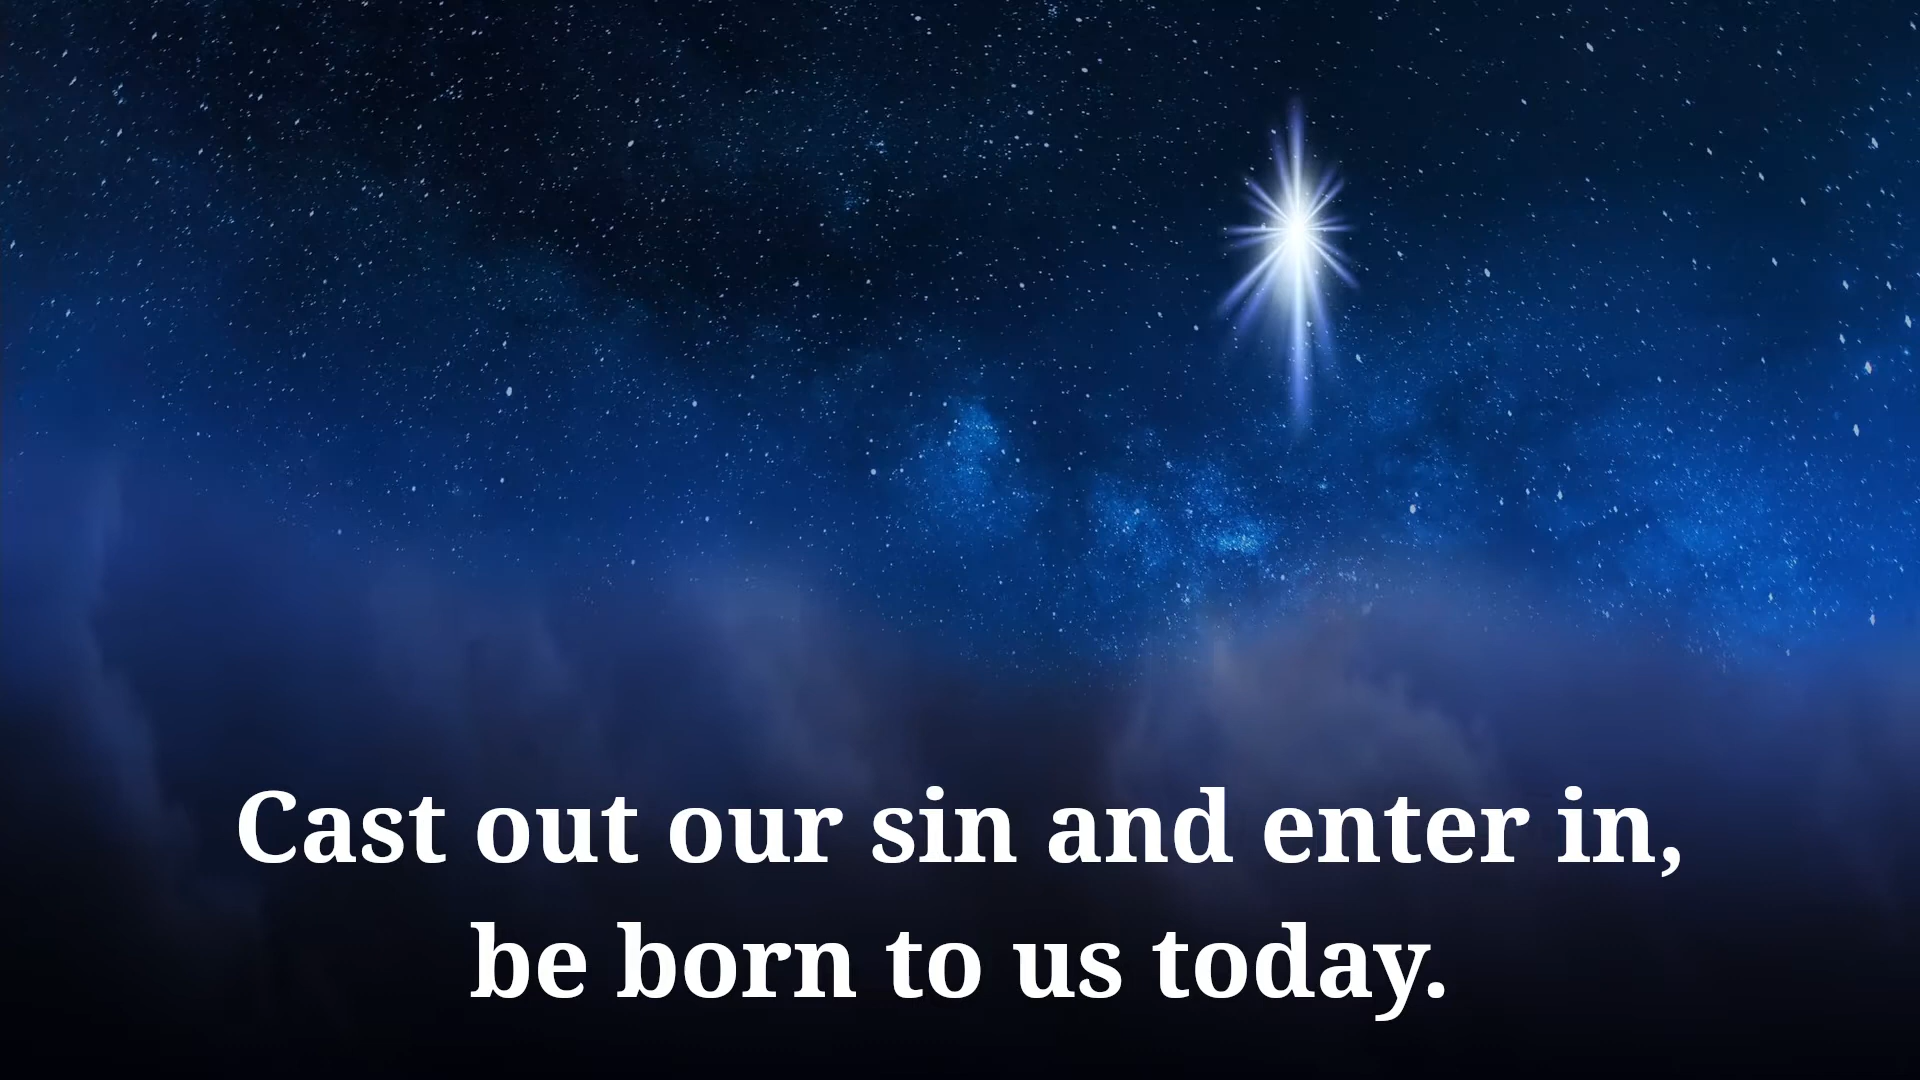 Cast out our sin and enter in,
be born to us today.